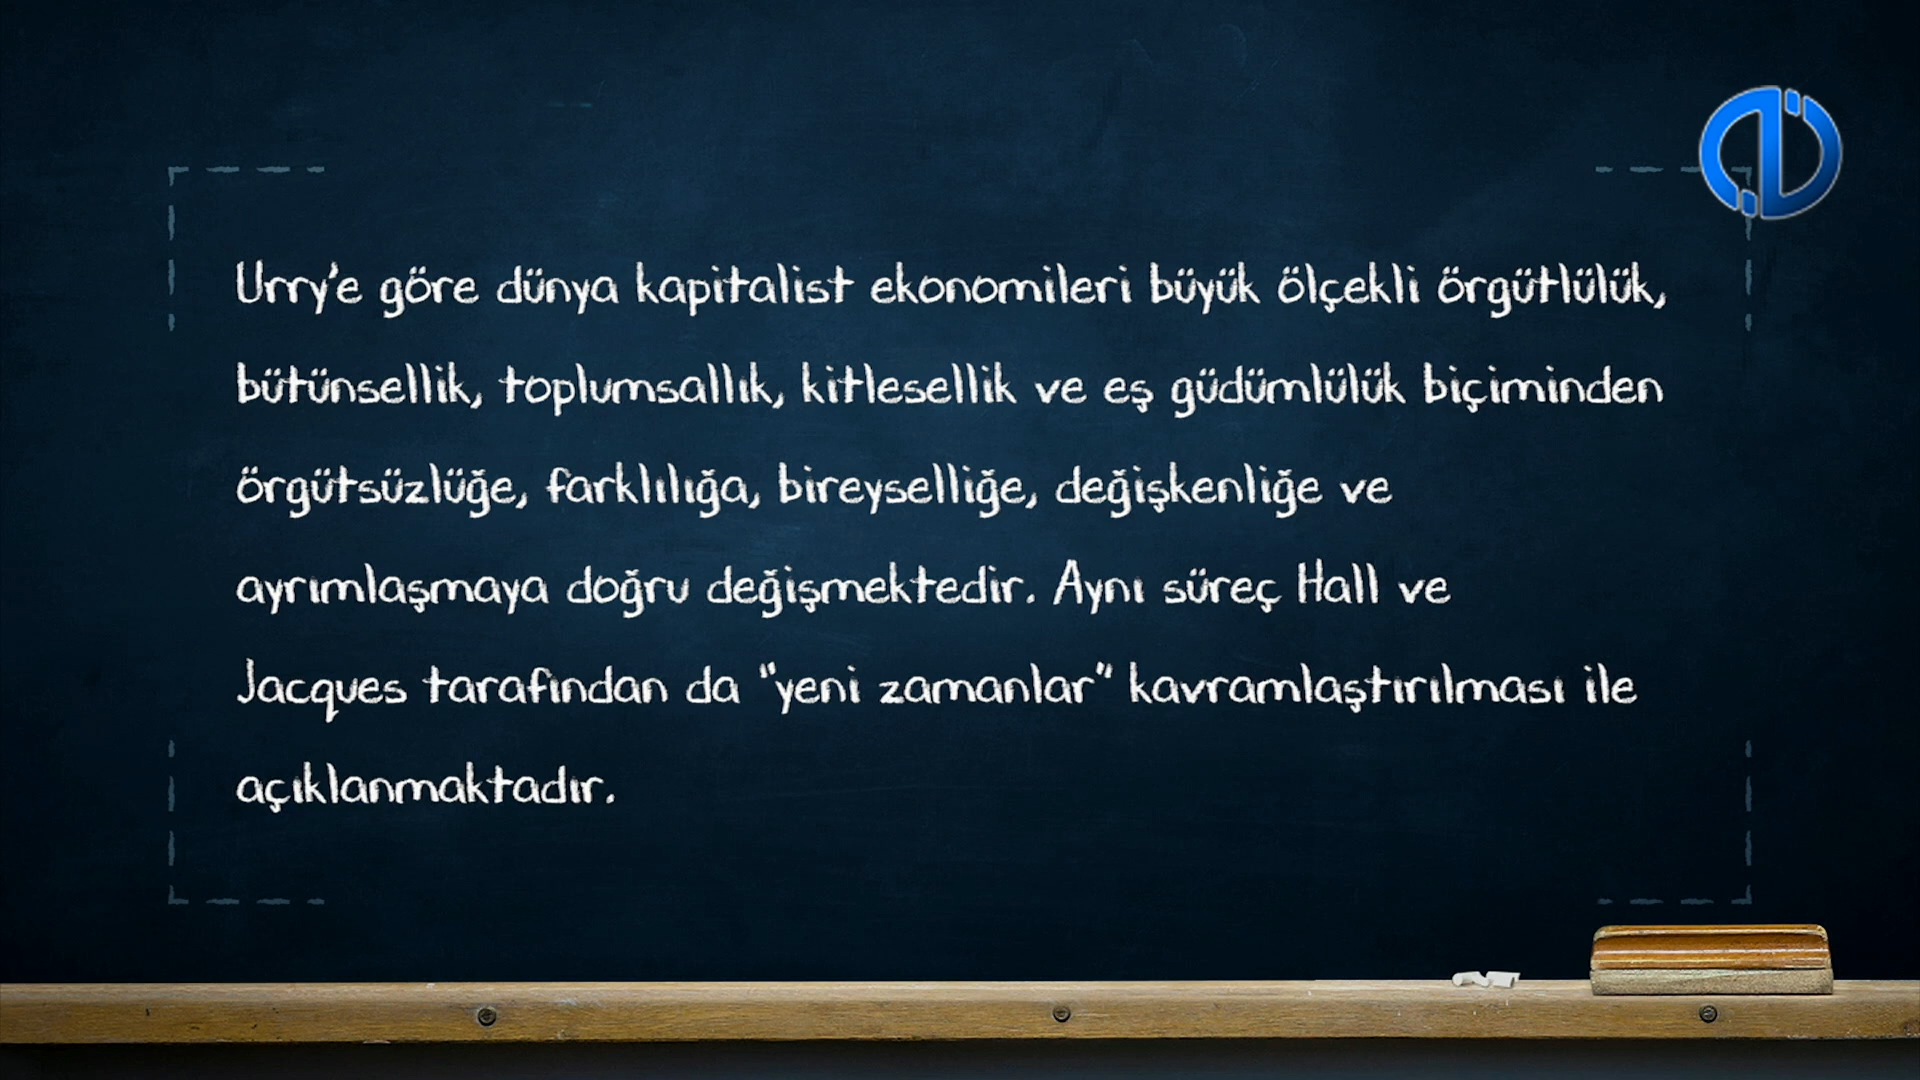 Urry'e göre dünya kapitalist ekonomileri büyük ölçekli örgütlülük,
bütünsellik, toplumsallık, kitlesellik ve eş güdümlülük biçiminden
örgütsüzlüğe, farklılığa, bireyselliğe, değişkenliğe ve
ayrımlaşmaya doğru değişmektedir. Aynı süreç Hall ve
Jacques tarafından da "yeni zamanlar" kavramlaştırılması ile
açıklanmaktadır.